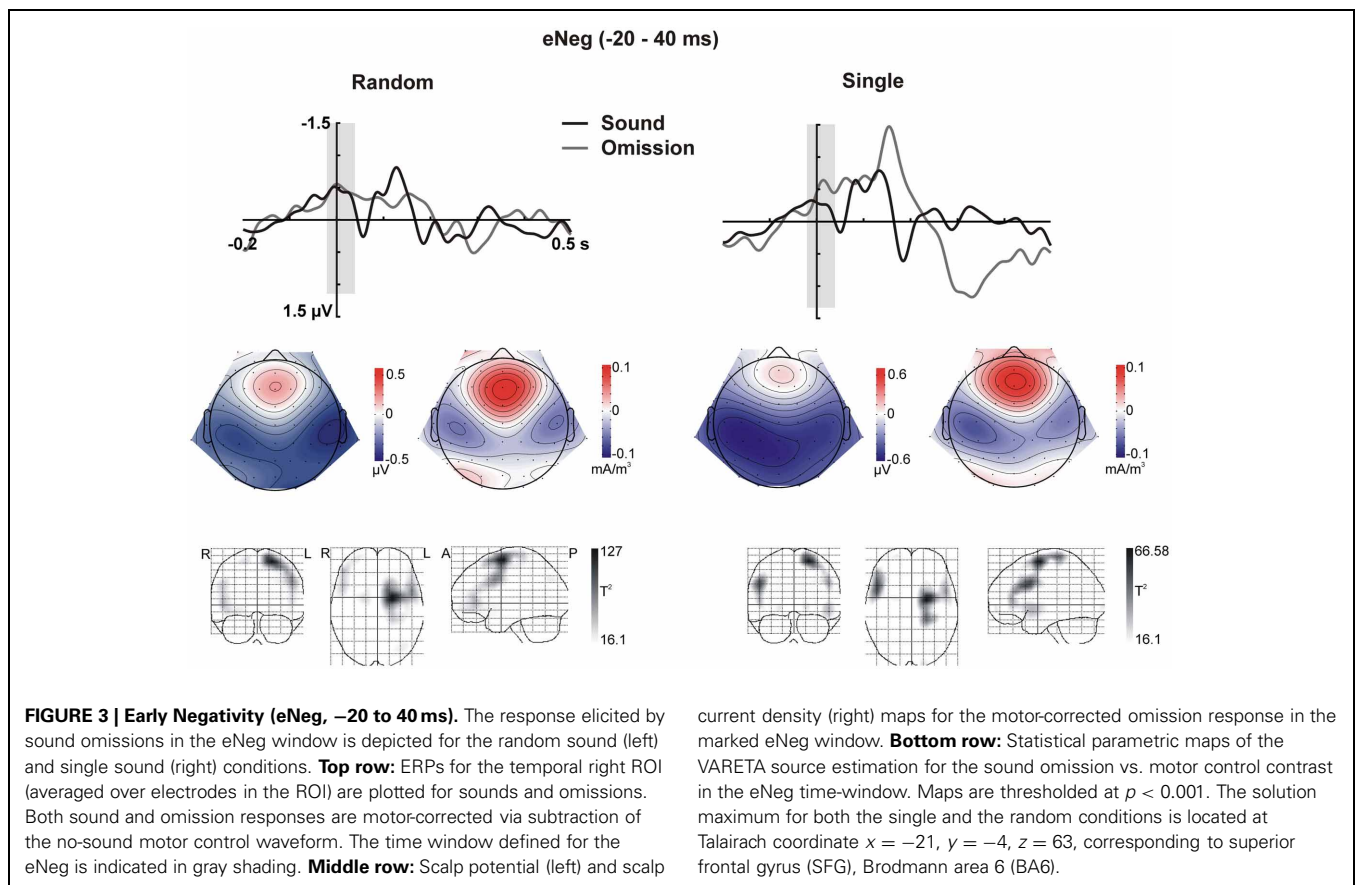 eNeg (-20 - 40 ms)
Random
Single
-1.5
Sound
Omission
-0.2
0.5 s
1.5 µV
0.5
0
-0.5
µV
0.1
0
-0.1
mA/m³
0.6
0
-0.6
µV
0.1
0
-0.1
mA/m³
R L R L A P
127
T²
16.1
66.58
T²
16.1
FIGURE 3 | Early Negativity (eNeg, −20 to 40 ms). The response elicited by
sound omissions in the eNeg window is depicted for the random sound (left)
and single sound (right) conditions. Top row: ERPs for the temporal right ROI
(averaged over electrodes in the ROI) are plotted for sounds and omissions.
Both sound and omission responses are motor-corrected via subtraction of
the no-sound motor control waveform. The time window defined for the
eNeg is indicated in gray shading. Middle row: Scalp potential (left) and scalp
current density (right) maps for the motor-corrected omission response in the
marked eNeg window. Bottom row: Statistical parametric maps of the
VARETA source estimation for the sound omission vs. motor control contrast
in the eNeg time-window. Maps are thresholded at p < 0.001. The solution
maximum for both the single and the random conditions is located at
Talairach coordinate x = −21, y = −4, z = 63, corresponding to superior
frontal gyrus (SFG), Brodmann area 6 (BA6).